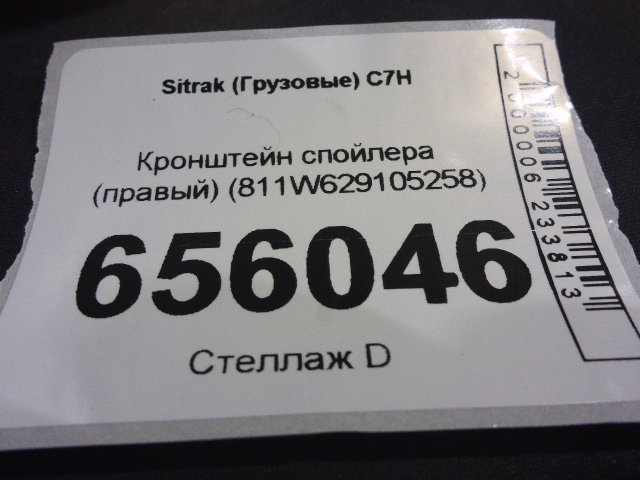 Sitrak (Грузовые) C7H
Кронштейн спойлера
(правый) (811W629105258)
656046
Стеллаж D
2000006233813